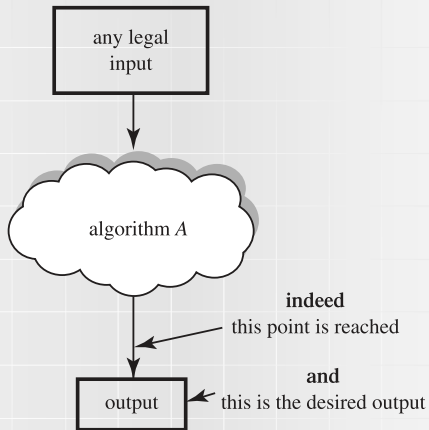 any legal
input
algorithm A
indeed
this point is reached
and
output
this is the desired output